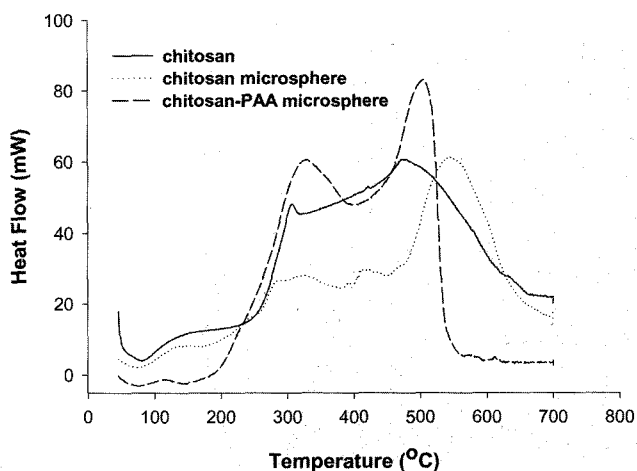 100
80
60
40
20
0
Heat Flow (mW)
chitosan
chitosan microsphere
chitosan-PAA microsphere
0 100 200 300 400 500 600 700 800
Temperature (°C)